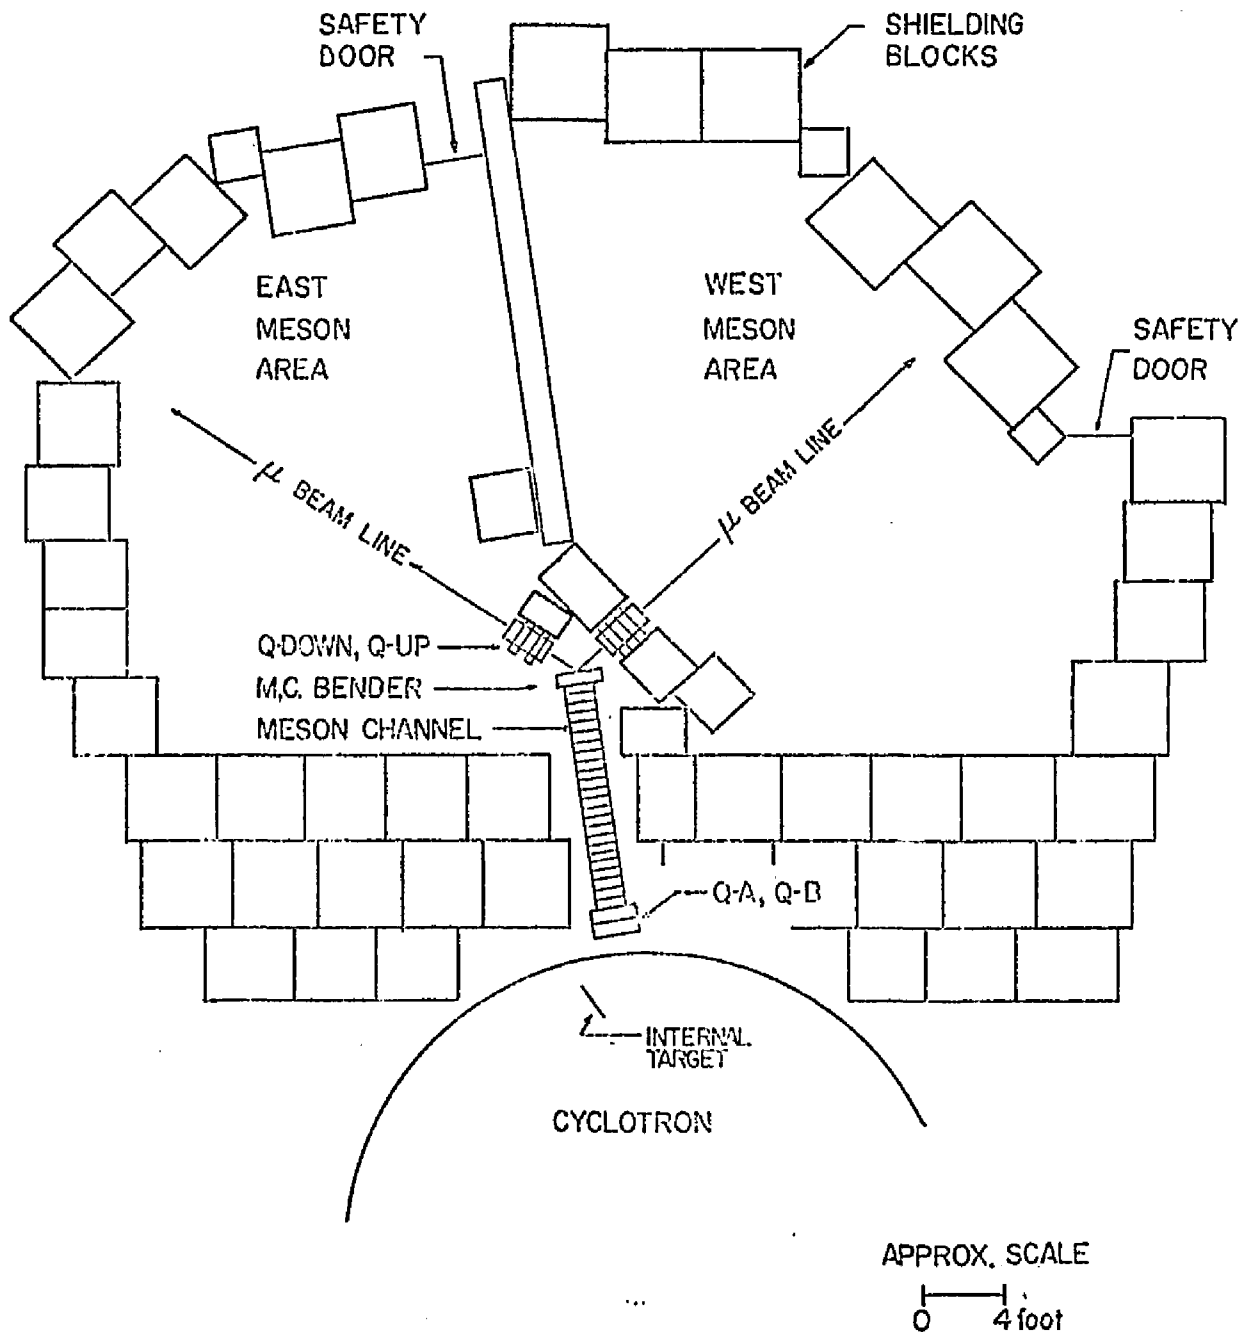 SAFETY
DOOR
SHIELDING
BLOCKS
EAST
MESON
AREA
WEST
MESON
AREA
SAFETY
DOOR
μ BEAM LINE
μ BEAM LINE
Q-DOWN, Q-UP
M.C. BENDER
MESON CHANNEL
Q-A, Q-B
INTERNAL
TARGET
CYCLOTRON
APPROX. SCALE
0 4 foot